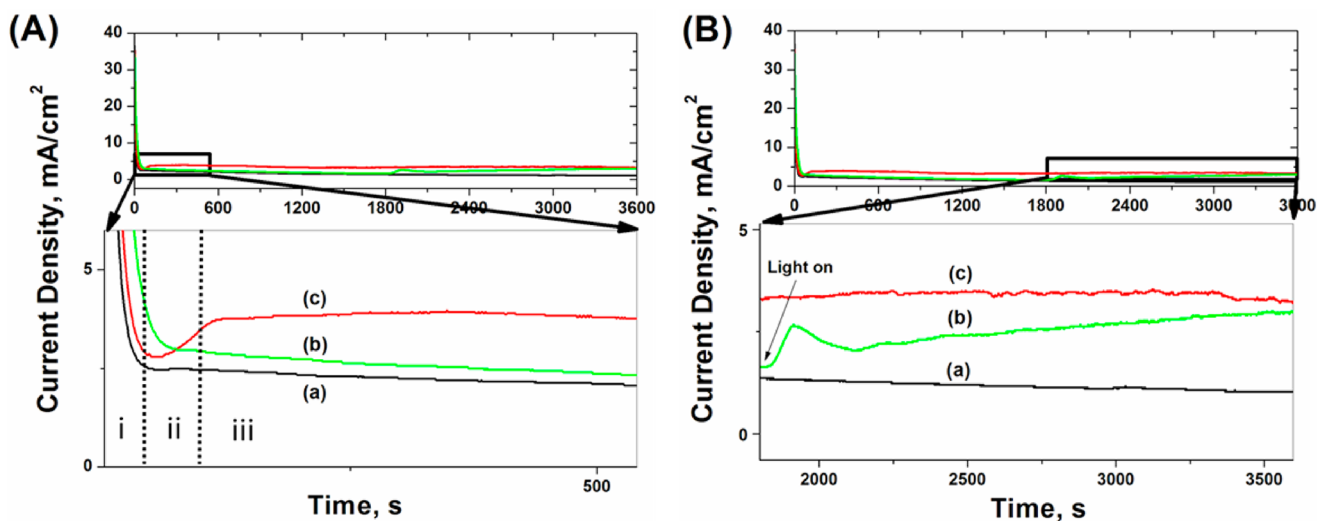 (A)
Current Density, mA/cm²
40
30
20
10
0
0 600 1200 1800 2400 3000 3600
5
0
i ii iii
(c)
(b)
(a)
500
Time, s
(B)
Current Density, mA/cm²
40
30
20
10
0
0 600 1200 1800 2400 3000 3600
5
0
Light on
(c)
(b)
(a)
2000 2500 3000 3500
Time, s